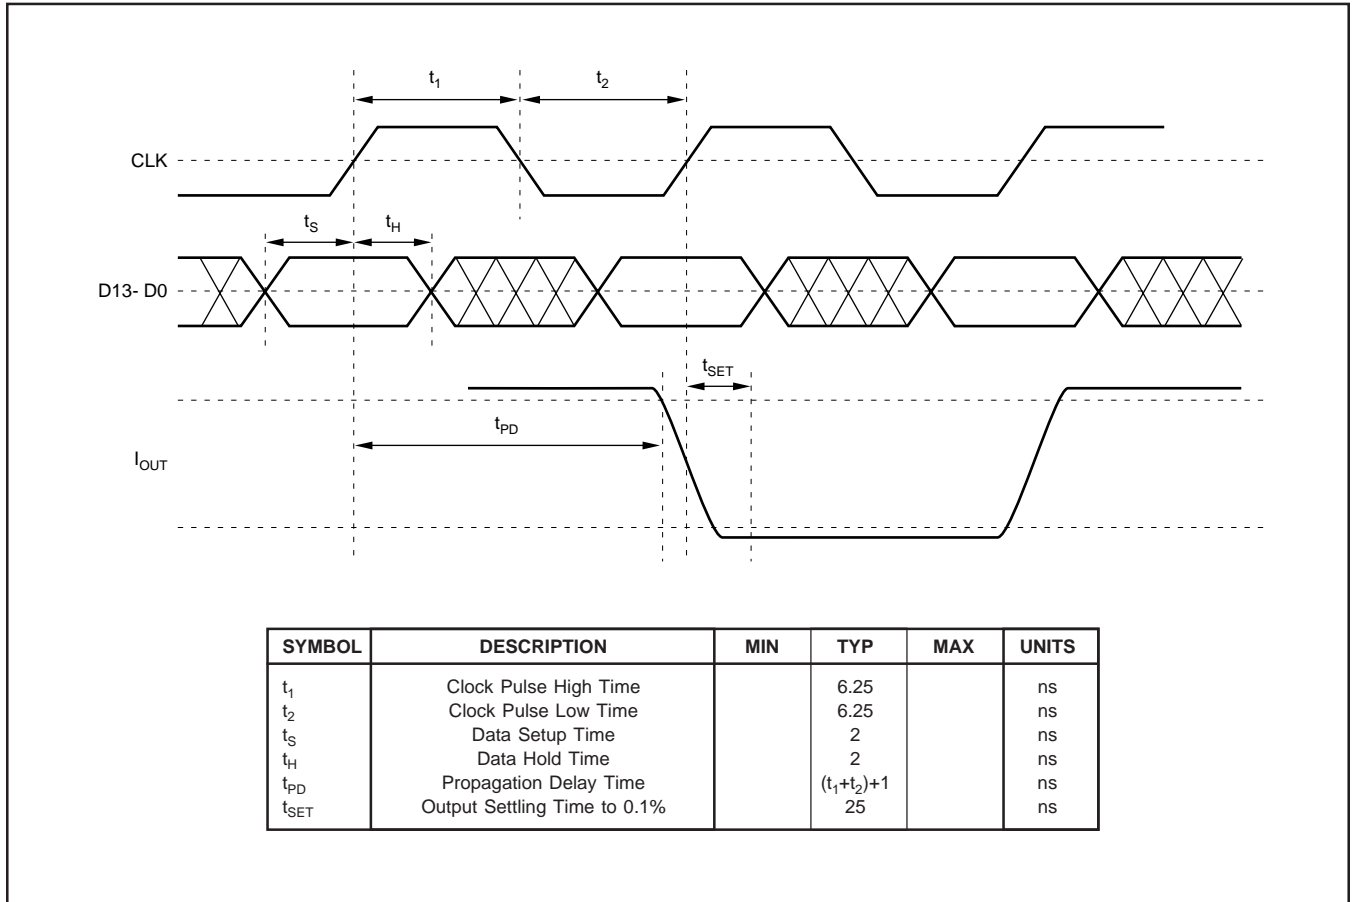 t1 t2
CLK
tS tH
D13- D0
tSET
tPD
IOUT
SYMBOL DESCRIPTION MIN TYP MAX UNITS
t1 Clock Pulse High Time 6.25 ns
t2 Clock Pulse Low Time 6.25 ns
tS Data Setup Time 2 ns
tH Data Hold Time 2 ns
tPD Propagation Delay Time (t1+t2)+1 ns
tSET Output Settling Time to 0.1% 25 ns